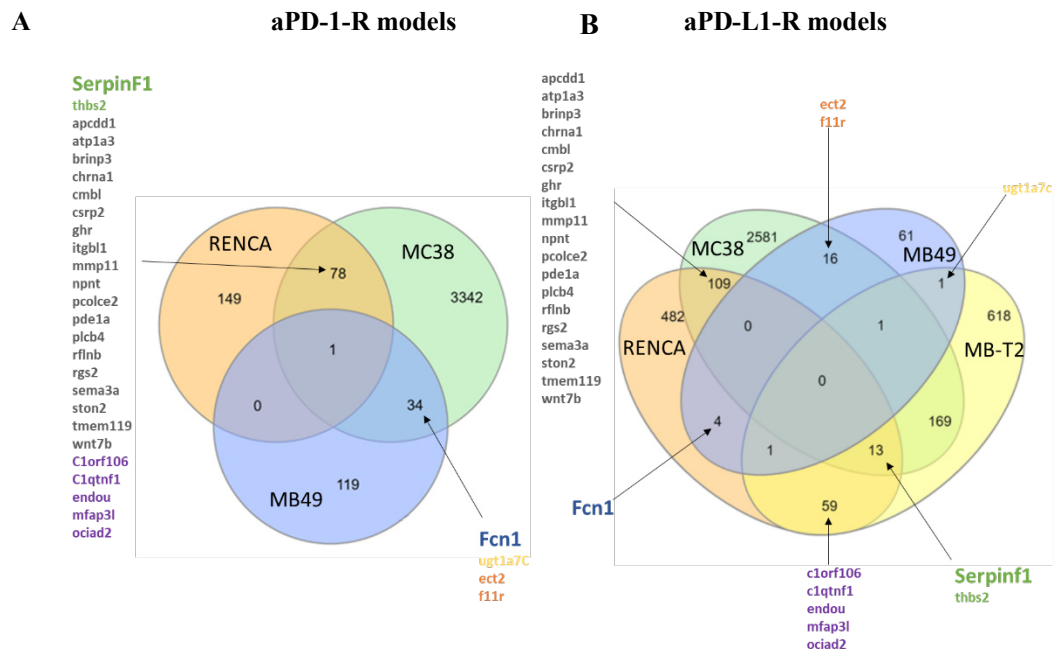 A
aPD-1-R models
SerpinF1
thbs2
apcdd1
atp1a3
brinp3
chrna1
cmbl
csrp2
ghr
itgbl1
mmp11
npnt
pcolce2
pde1a
plcb4
rflnb
rgs2
sema3a
ston2
tmem119
wnt7b
C1orf106
C1qtnf1
endou
mfap3l
ociad2
RENCA
MC38
78
149
3342
1
0
34
MB49
119
Fcn1
ugt1a7C
ect2
f11r
B
aPD-L1-R models
apcdd1
atp1a3
brinp3
chrna1
cmbl
csrp2
ghr
itgbl1
mmp11
npnt
pcolce2
pde1a
plcb4
rflnb
rgs2
sema3a
ston2
tmem119
wnt7b
ect2
f11r
ugt1a7c
MC38
2581
61
MB49
16
109
1
482
0
1
618
RENCA
MB-T2
0
4
169
1
13
Fcn1
59
c1orf106
c1qtnf1
endou
mfap3l
ociad2
Serpinf1
thbs2